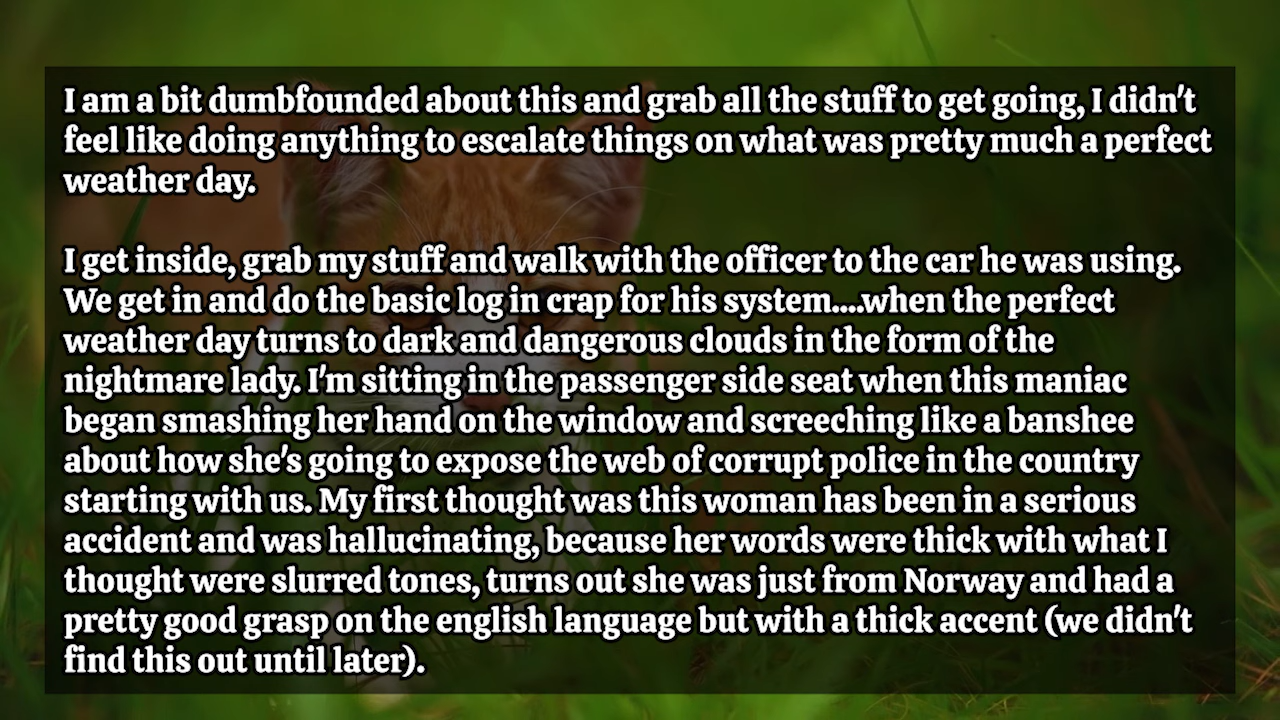 I am a bit dumbfounded about this and grab all the stuff to get going, I didn't
feel like doing anything to escalate things on what was pretty much a perfect
weather day.
I get inside, grab my stuff and walk with the officer to the car he was using.
We get in and do the basic log in crap for his system....when the perfect
weather day turns to dark and dangerous clouds in the form of the
nightmare lady. I'm sitting in the passenger side seat when this maniac
began smashing her hand on the window and screeching like a banshee
about how she's going to expose the web of corrupt police in the country
starting with us. My first thought was this woman has been in a serious
accident and was hallucinating, because her words were thick with what I
thought were slurred tones, turns out she was just from Norway and had a
pretty good grasp on the english language but with a thick accent (we didn't
find this out until later).